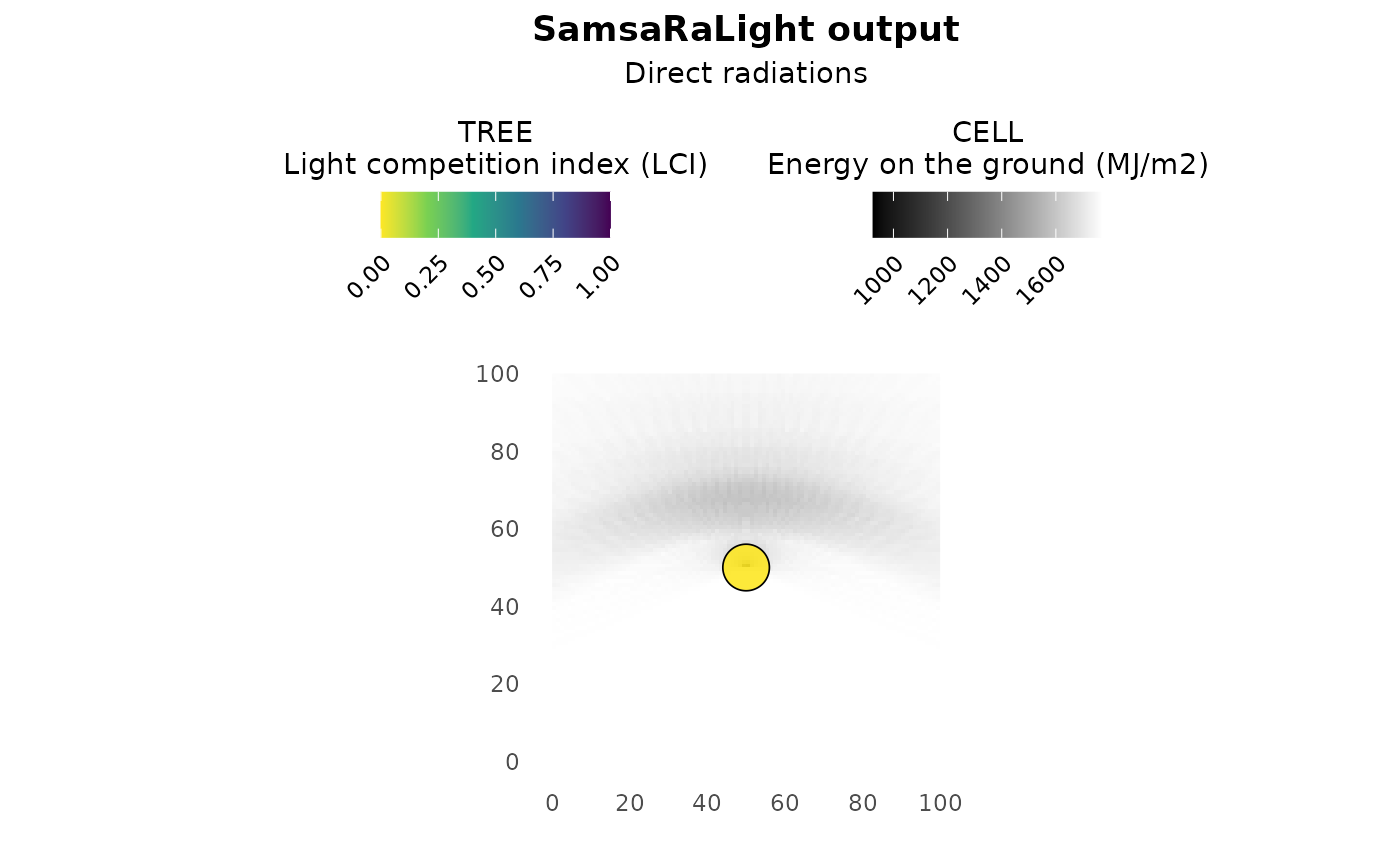 SamsaRaLight output
Direct radiations
TREE
Light competition index (LCI)
0.00 0.25 0.50 0.75 1.00
CELL
Energy on the ground (MJ/m2)
1000 1200 1400 1600
100
80
60
40
20
0
0 20 40 60 80 100